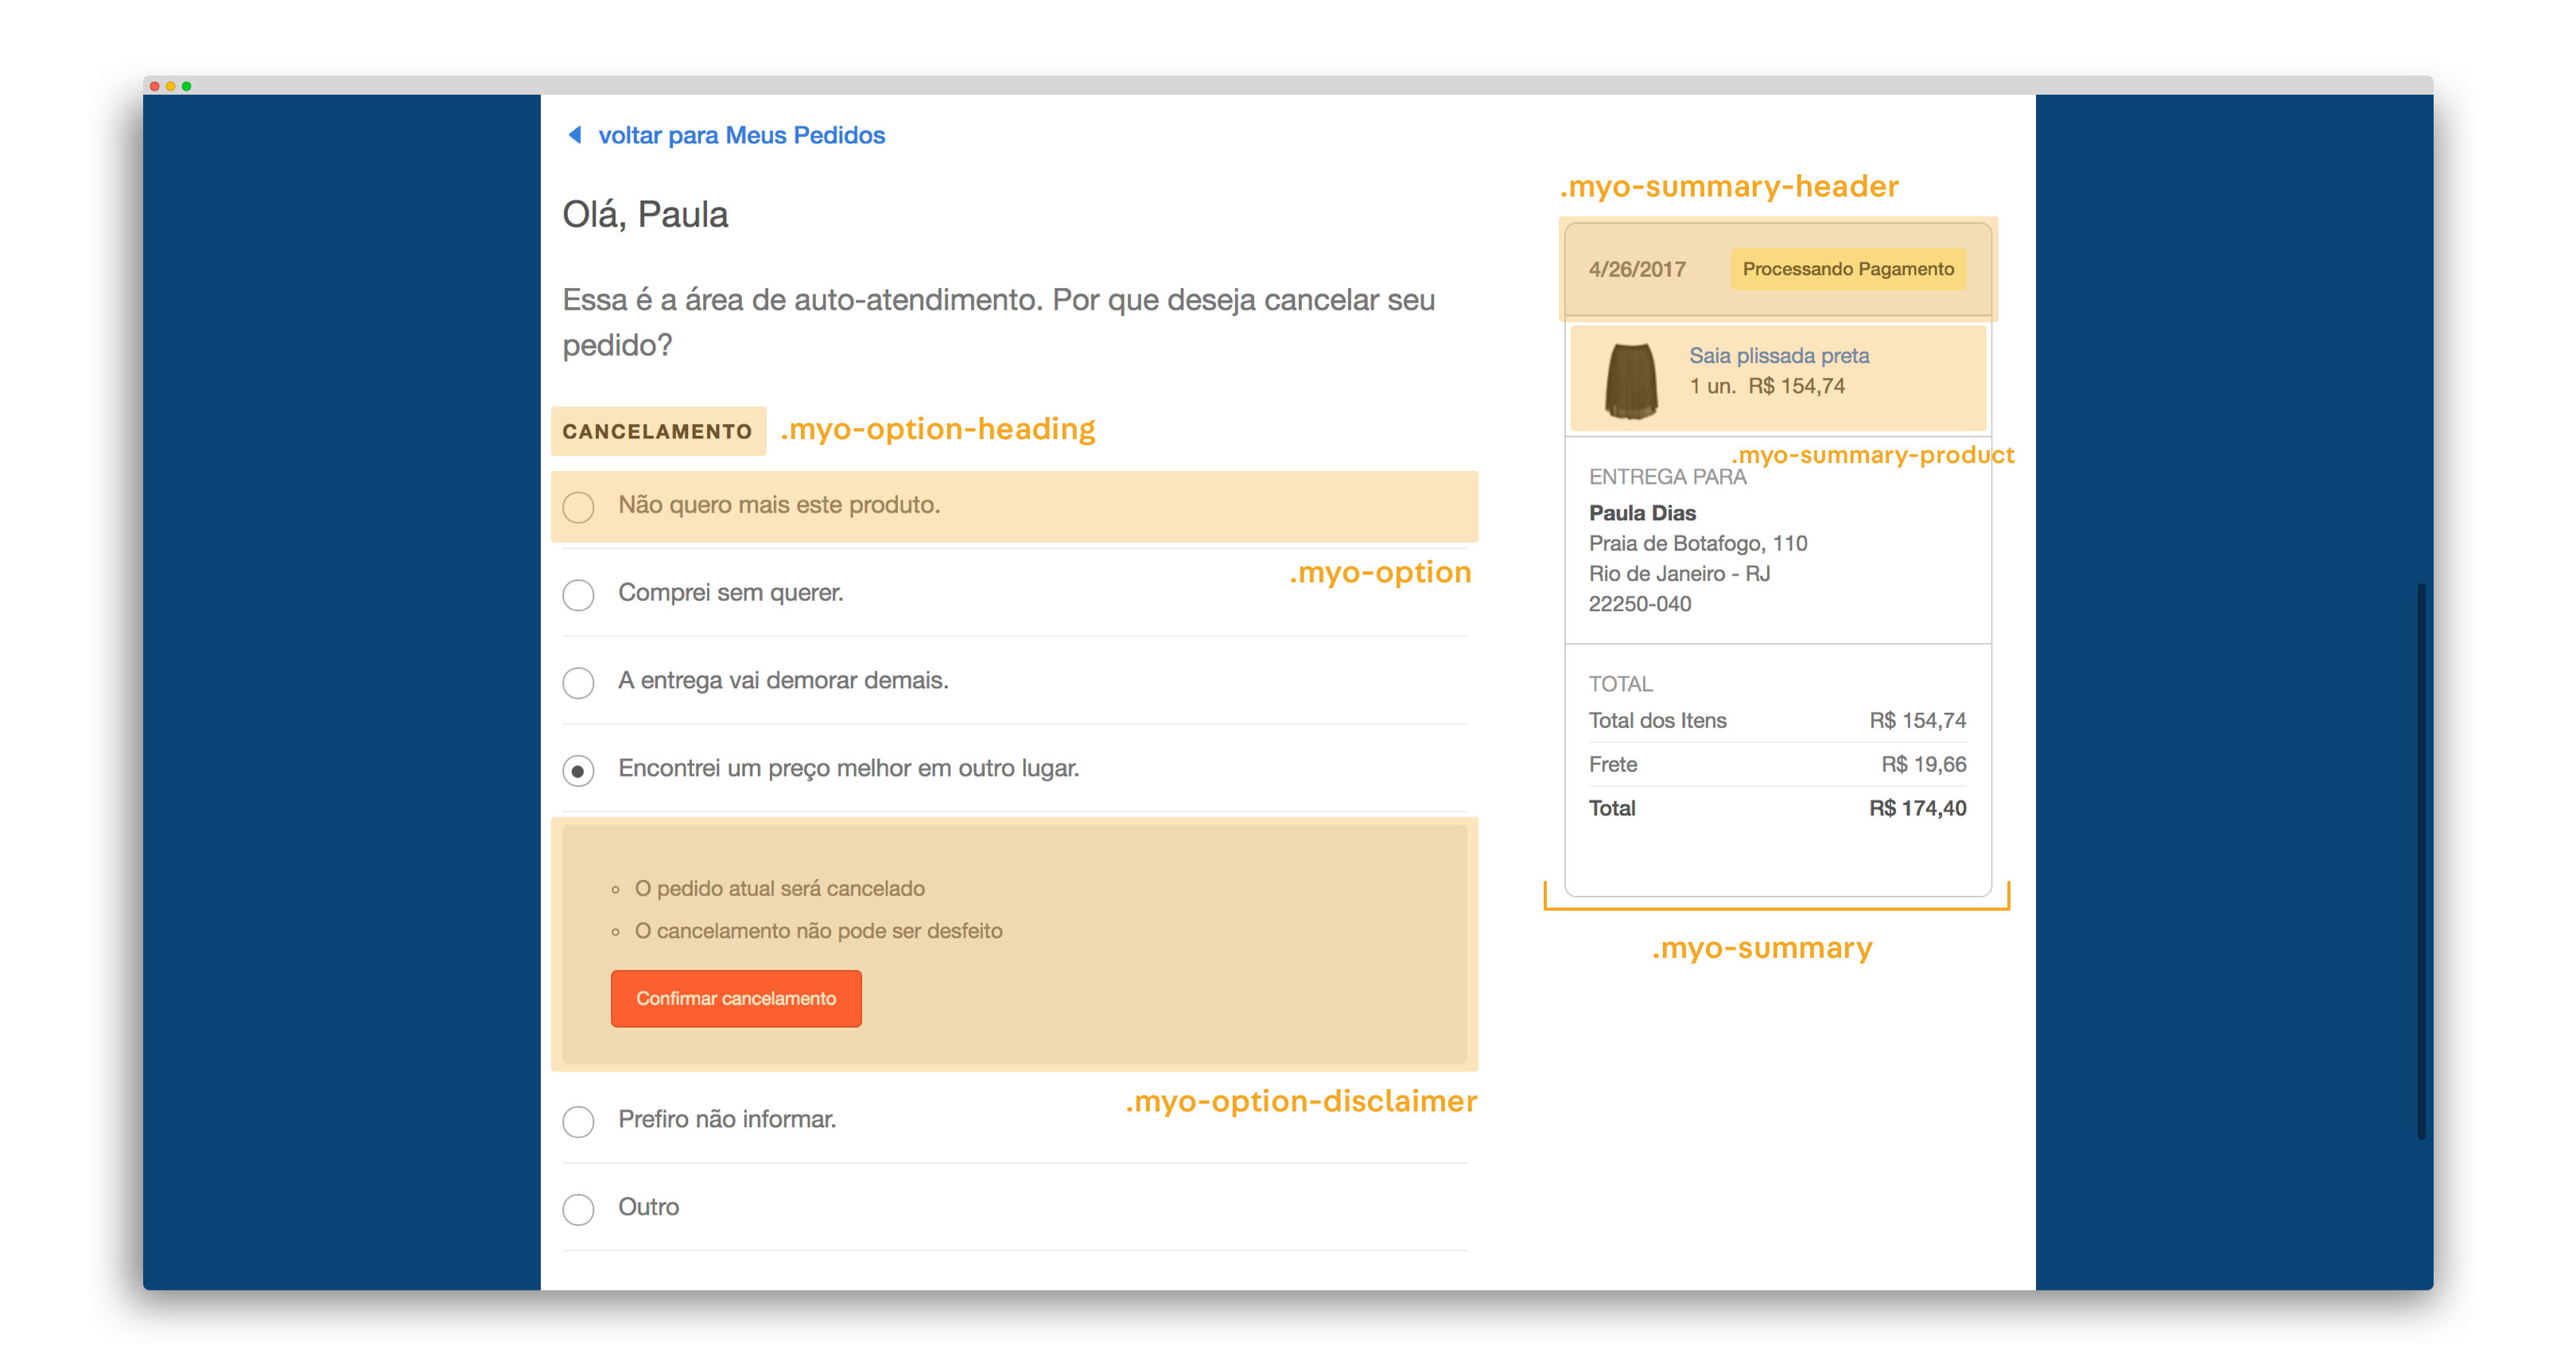 voltar para Meus Pedidos
Olá, Paula
Essa é a área de auto-atendimento. Por que deseja cancelar seu
pedido?
CANCELAMENTO
.myo-option-heading
Não quero mais este produto.
.myo-option
Comprei sem querer.
A entrega vai demorar demais.
Encontrei um preço melhor em outro lugar.
O pedido atual será cancelado
O cancelamento não pode ser desfeito
Confirmar cancelamento
.myo-option-disclaimer
Prefiro não informar.
Outro
.myo-summary-header
4/26/2017 Processando Pagamento
Saia plissada preta
1 un. R$ 154,74
.myo-summary-product
ENTREGA PARA
Paula Dias
Praia de Botafogo, 110
Rio de Janeiro - RJ
22250-040
TOTAL
Total dos Itens R$ 154,74
Frete R$ 19,66
Total R$ 174,40
.myo-summary